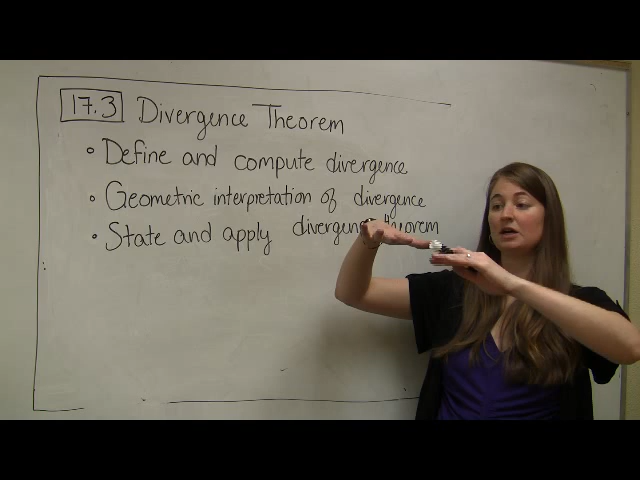 17.3 Divergence Theorem
• Define and compute divergence
• Geometric interpretation of divergence
• State and apply divergence theorem